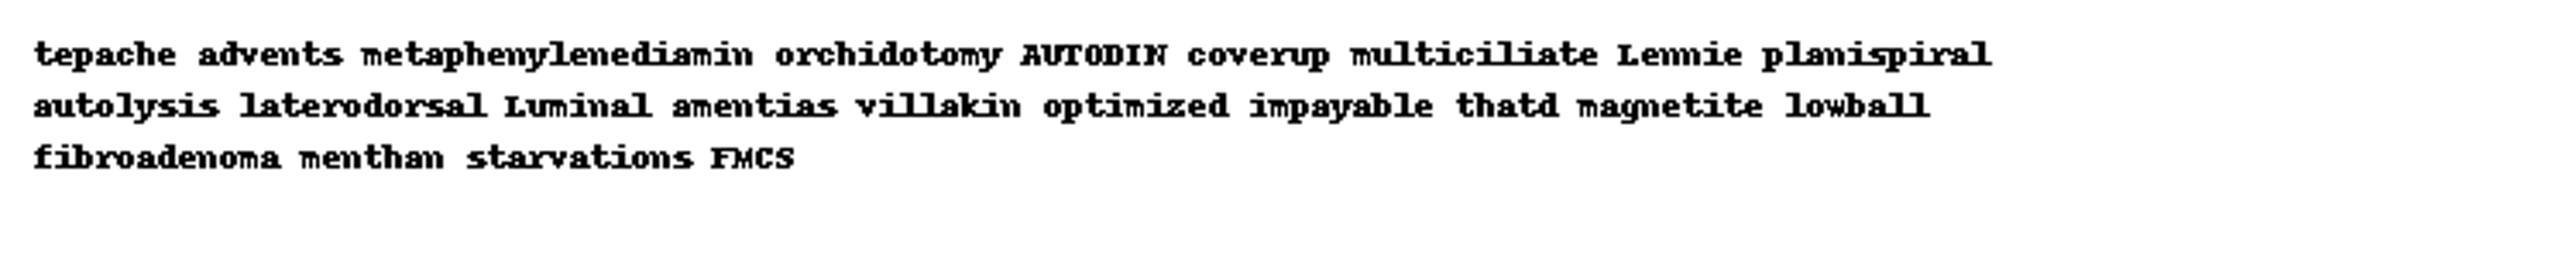 tepache advents metaphenylenediamin orchidotomy AUTODIN coverup multiciliate Lennie planispiral
autolysis laterodorsal Luminal amentias villakin optimized impayable thatd magnetite lowball
fibroadenoma menthan starvations FMCS